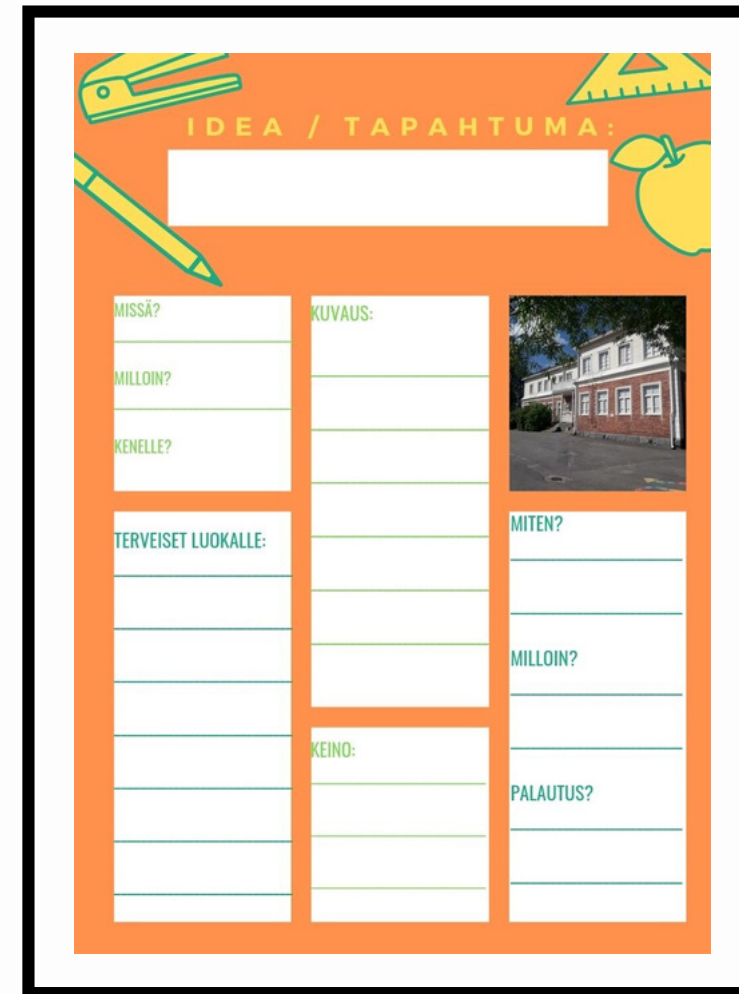 IDEA / TAPAHTUMA:
MISSÄ?
MILLOIN?
KENELLE?
TERVEISET LUOKALLE:
KUVAUS:
KEINO:
MITEN?
MILLOIN?
PALAUTUS?